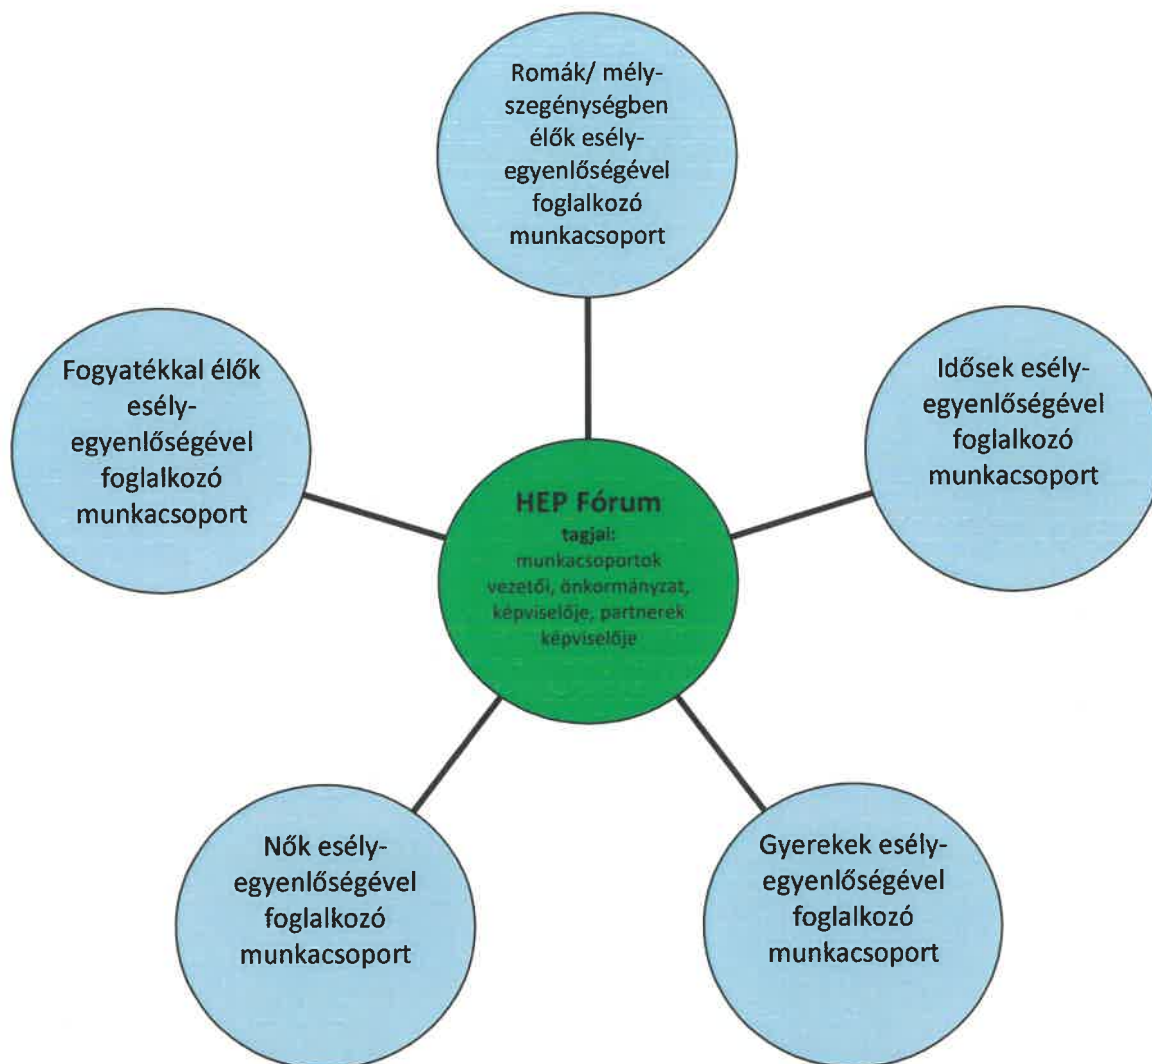 Romák/ mély-
szegénységben
élők esély-
egyenlőségével
foglalkozó
munkacsoport
Fogyatékkal élők
esély-
egyenlőségével
foglalkozó
munkacsoport
Idősek esély-
egyenlőségével
foglalkozó
munkacsoport
HEP Fórum
tagjai:
munkacsoportok
vezetői, önkormányzat,
képviselője, partnerek
képviselője
Nők esély-
egyenlőségével
foglalkozó
munkacsoport
Gyerekek esély-
egyenlőségével
foglalkozó
munkacsoport